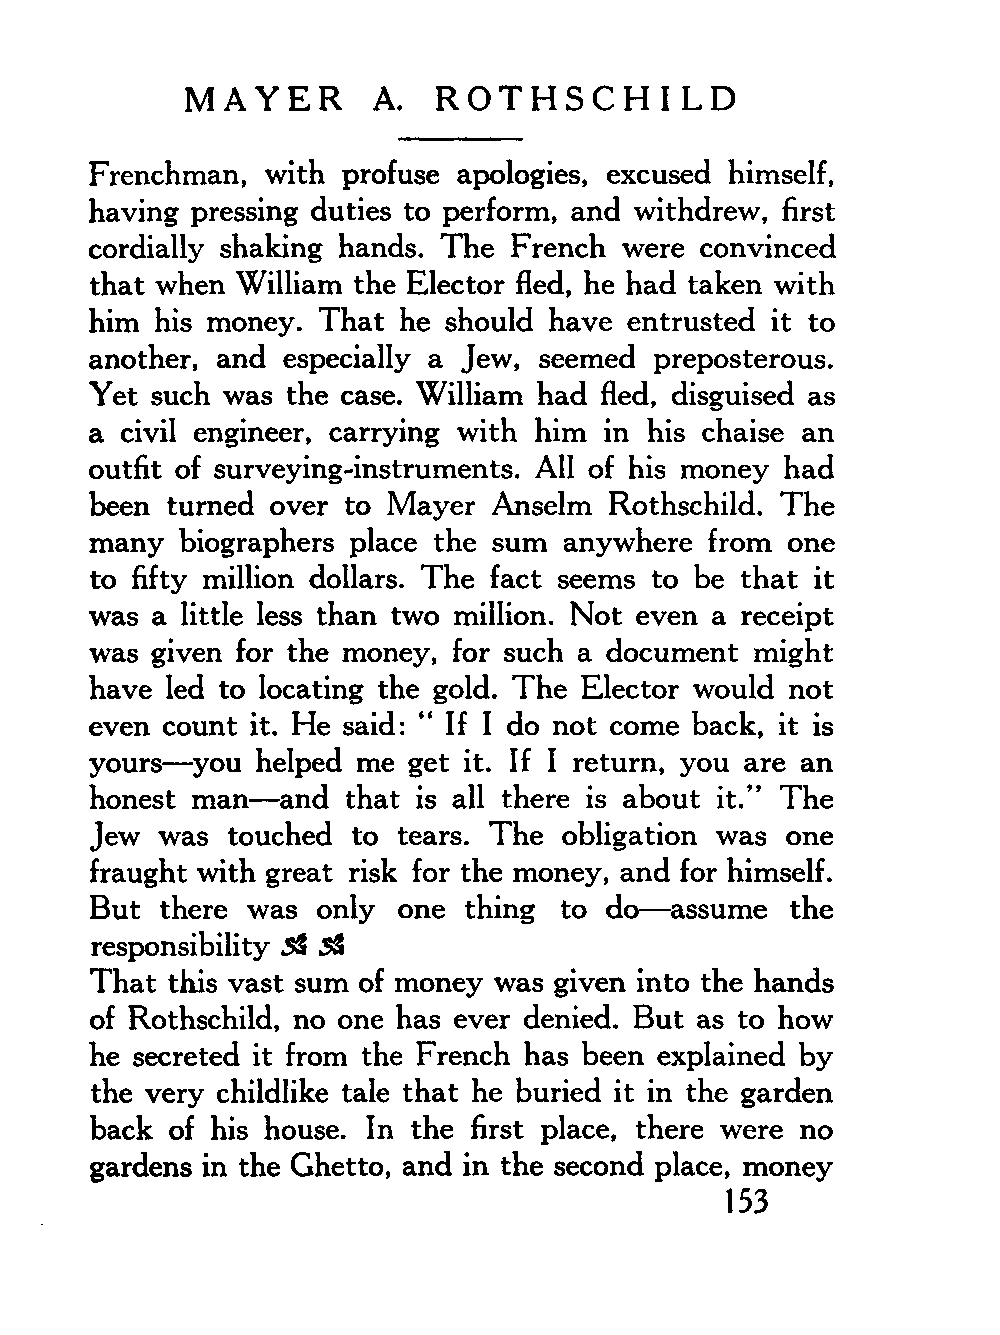 MAYER A. ROTHSCHILD
Frenchman, with profuse apologies, excused himself,
having pressing duties to perform, and withdrew, first
cordially shaking hands. The French were convinced
that when William the Elector fled, he had taken with
him his money. That he should have entrusted it to
another, and especially a Jew, seemed preposterous.
Yet such was the case. William had fled, disguised as
a civil engineer, carrying with him in his chaise an
outfit of surveying-instruments. All of his money had
been turned over to Mayer Anselm Rothschild. The
many biographers place the sum anywhere from one
to fifty million dollars. The fact seems to be that it
was a little less than two million. Not even a receipt
was given for the money, for such a document might
have led to locating the gold. The Elector would not
even count it. He said: " If I do not come back, it is
yours—you helped me get it. If I return, you are an
honest man—and that is all there is about it." The
Jew was touched to tears. The obligation was one
fraught with great risk for the money, and for himself.
But there was only one thing to do—assume the
responsibility
That this vast sum of money was given into the hands
of Rothschild, no one has ever denied. But as to how
he secreted it from the French has been explained by
the very childlike tale that he buried it in the garden
back of his house. In the first place, there were no
gardens in the Ghetto, and in the second place, money
153